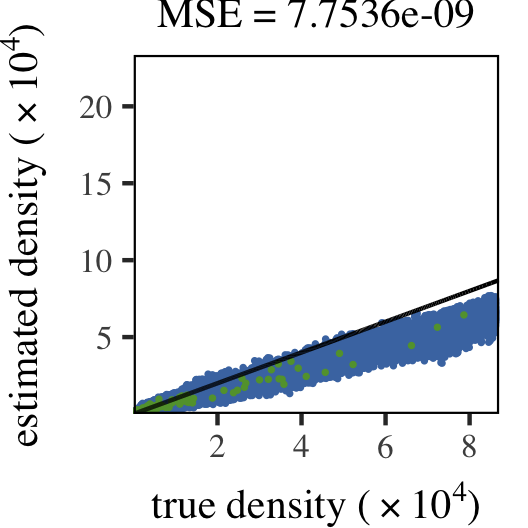 MSE = 7.7536e-09
estimated density ( × 10⁴)
20
15
10
5
2 4 6 8
true density ( × 10⁴)